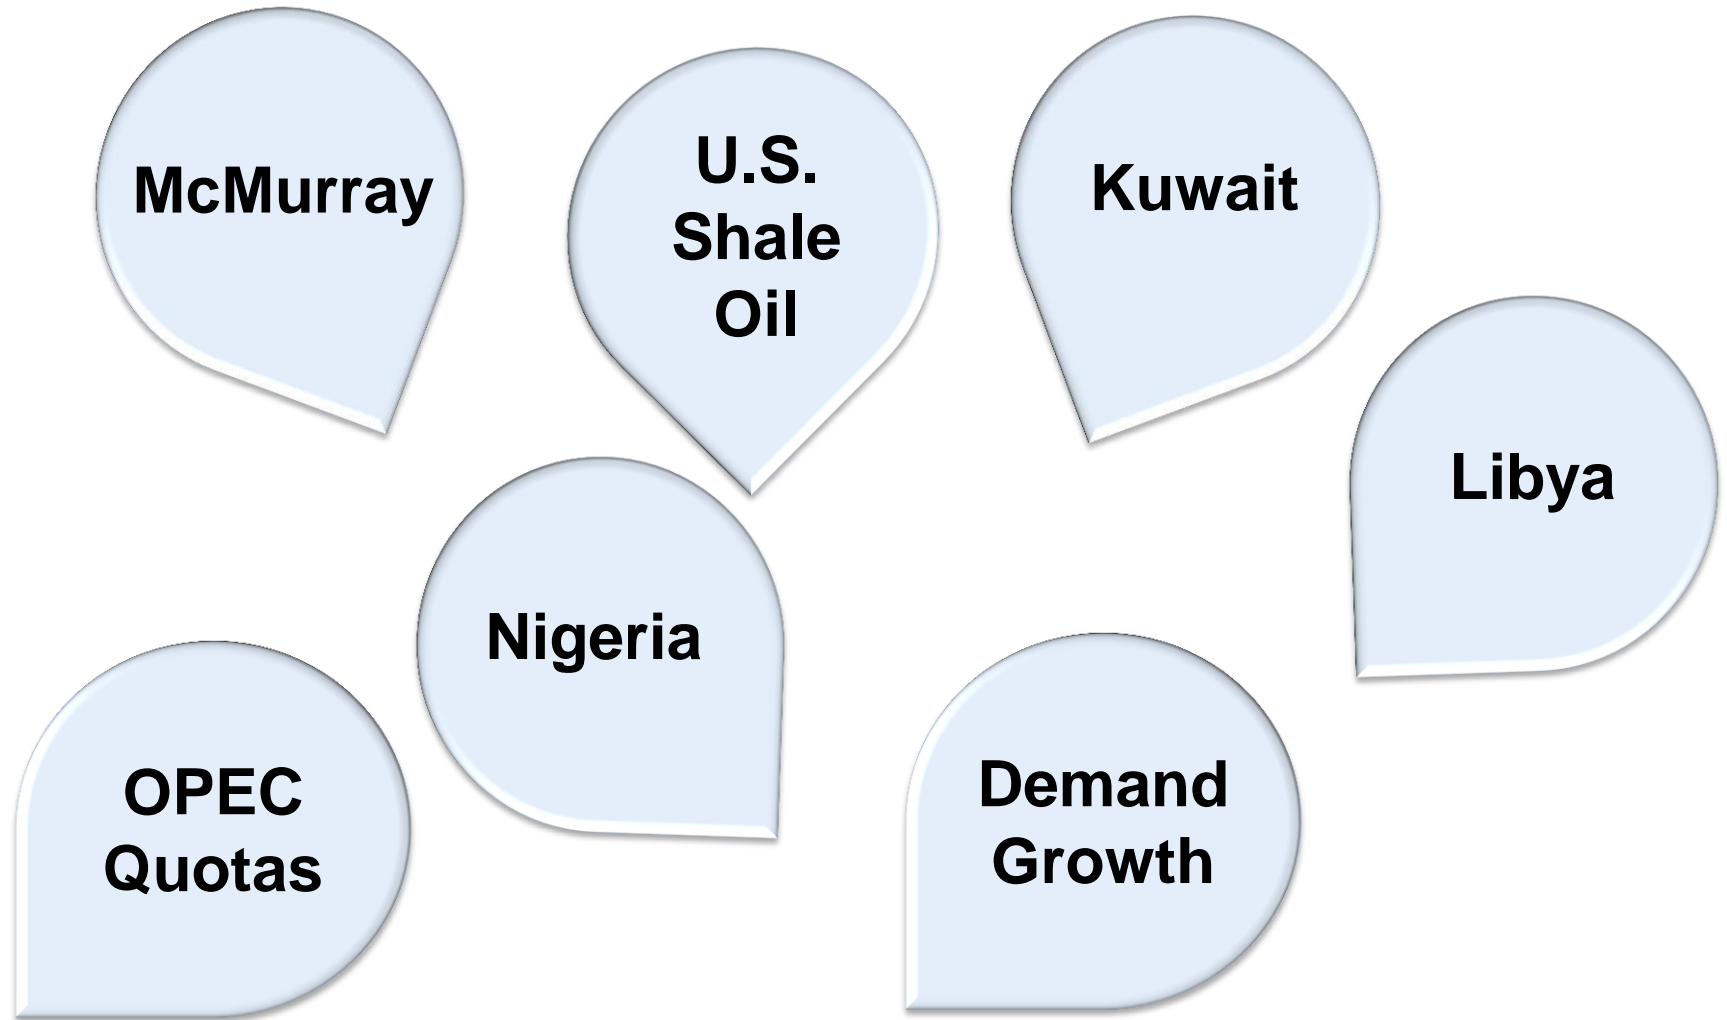 McMurray
U.S.
Shale
Oil
Kuwait
Libya
Nigeria
OPEC
Quotas
Demand
Growth